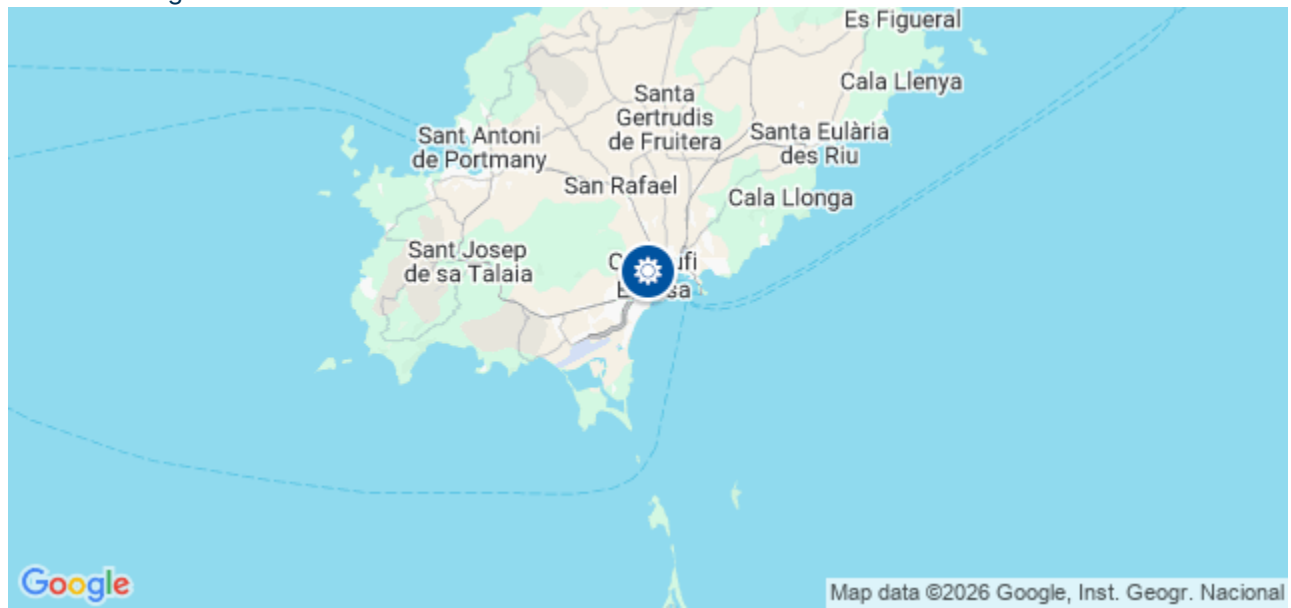 Es Figueral
Cala Llenya
Santa
Gertrudis
de Fruitera
Sant Antoni
de Portmany
Santa Eulària
des Riu
San Rafael
Cala Llonga
Sant Josep
de sa Talaia
Google
Map data ©2026 Google, Inst. Geogr. Nacional